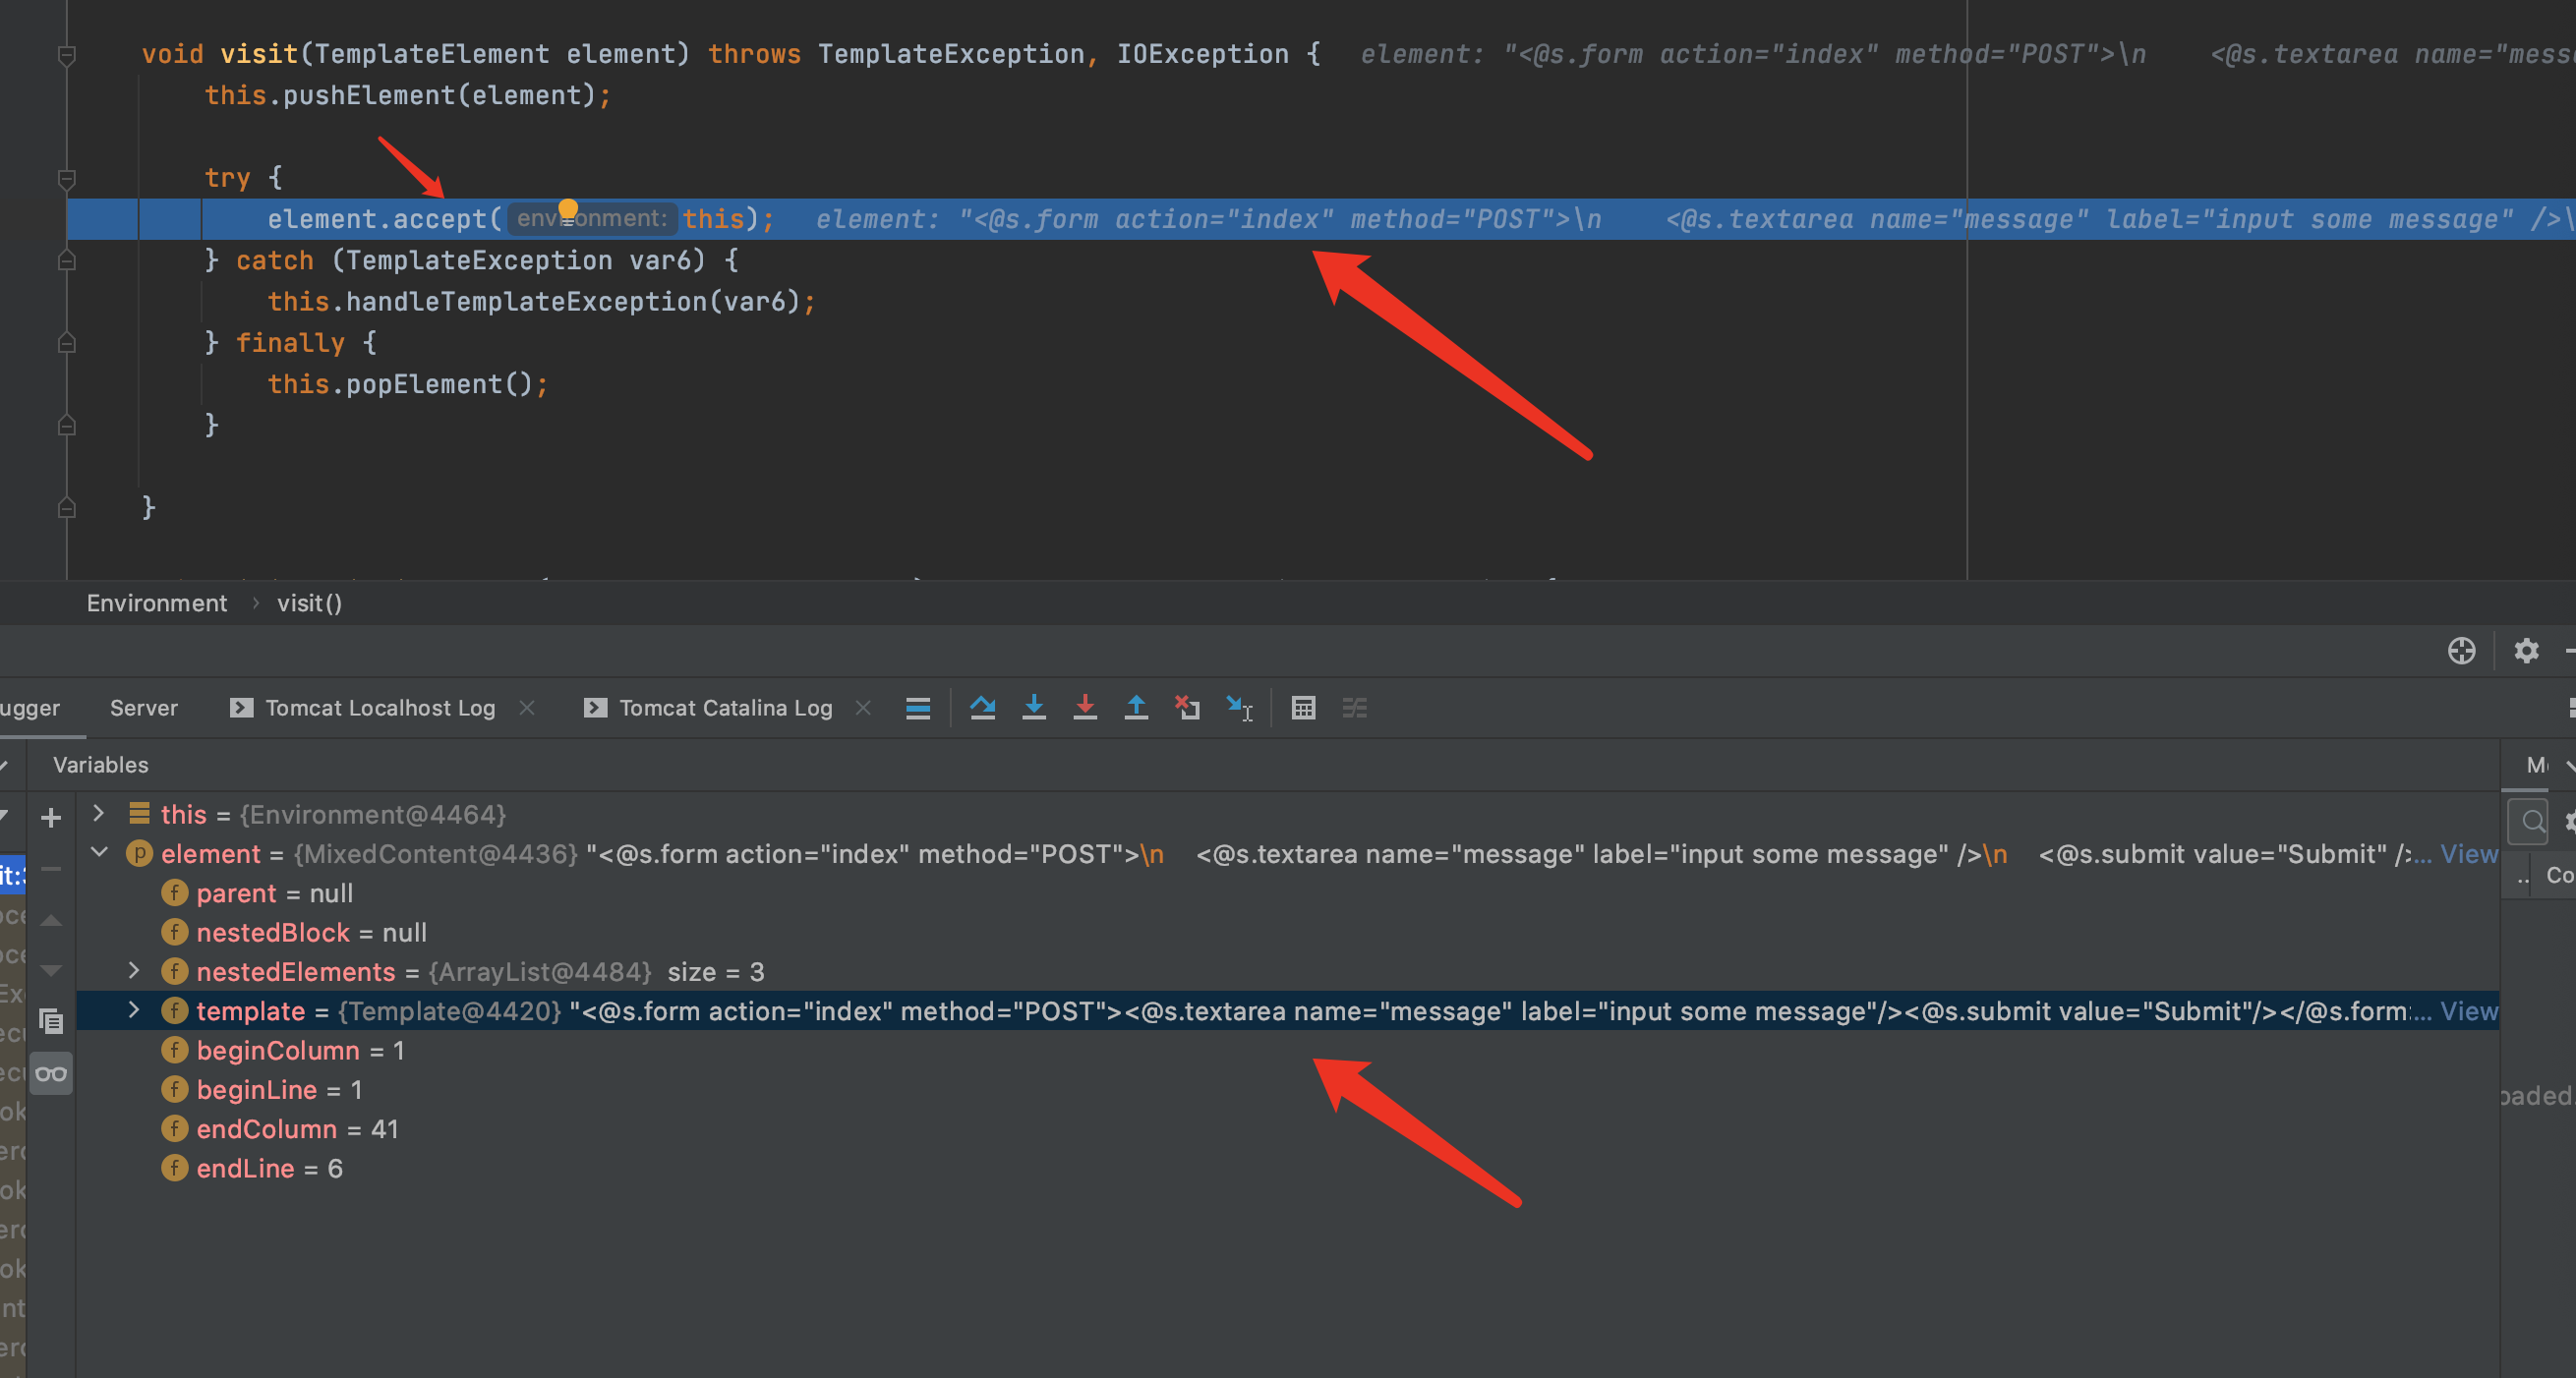 void visit(TemplateElement element) throws TemplateException, IOException {   element: "<@s.form action="index" method="POST">\n    <@s.textarea name="mess
this.pushElement(element);
try {
element.accept( environment: this);   element: "<@s.form action="index" method="POST">\n    <@s.textarea name="message" label="input some message" />\
} catch (TemplateException var6) {
this.handleTemplateException(var6);
} finally {
this.popElement();
}
}
Environment › visit()
ugger Server Tomcat Localhost Log Tomcat Catalina Log
Variables
this = {Environment@4464}
element = {MixedContent@4436} "<@s.form action="index" method="POST">\n    <@s.textarea name="message" label="input some message" />\n    <@s.submit value="Submit" />... View
parent = null
nestedBlock = null
nestedElements = {ArrayList@4484}  size = 3
template = {Template@4420} "<@s.form action="index" method="POST"><@s.textarea name="message" label="input some message"/><@s.submit value="Submit"/></@s.form... View
beginColumn = 1
beginLine = 1
oaded.
endColumn = 41
endLine = 6